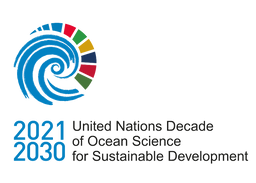 2021 United Nations Decade
of Ocean Science
2030 for Sustainable Development